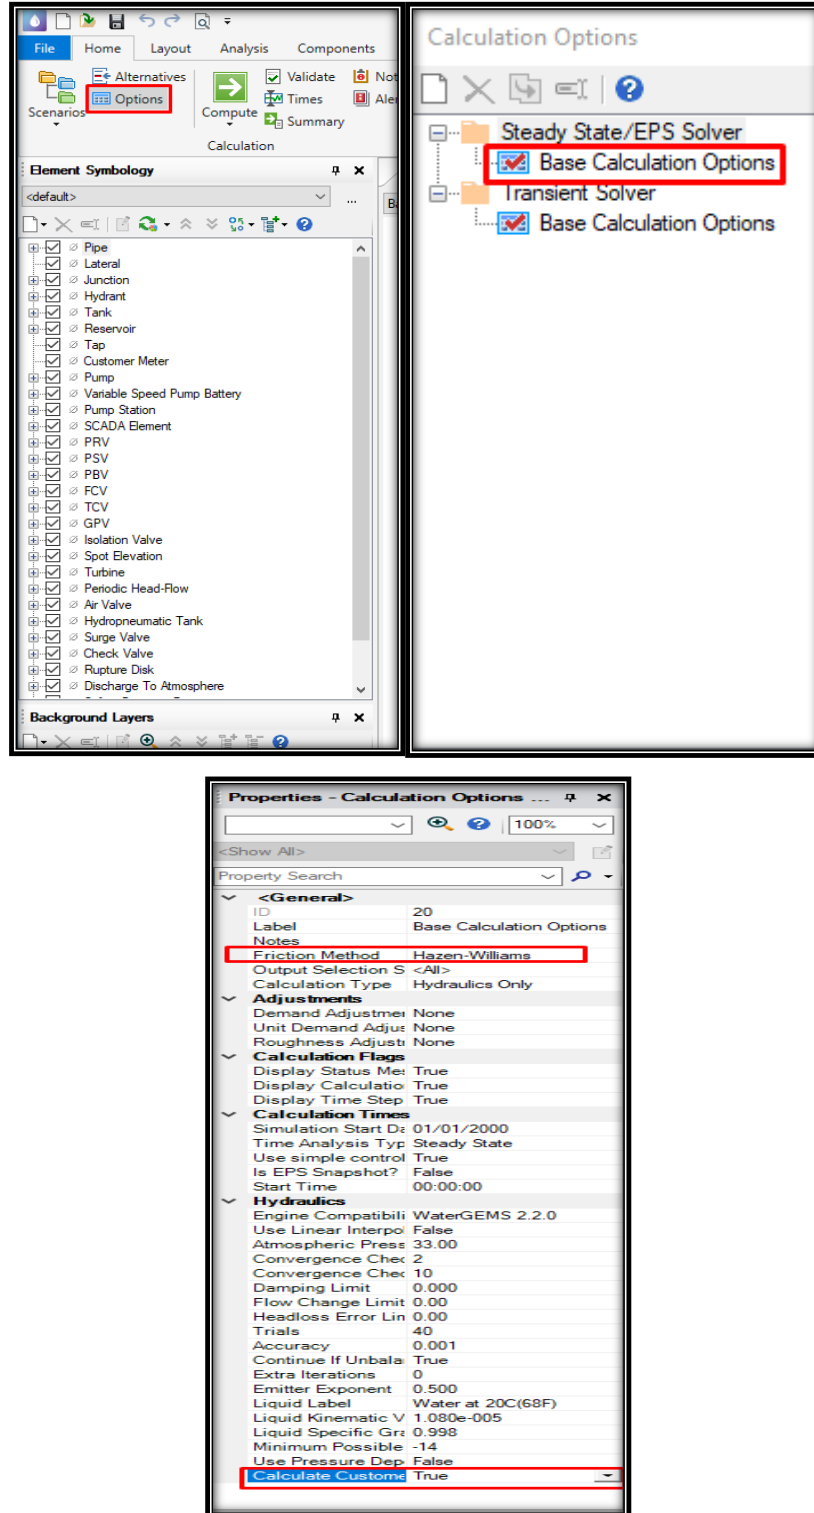 File Home Layout Analysis Components
Scenarios
Alternatives
Options
Compute
Validate
Times
Summary
Not
Aler
Calculation
Element Symbology
<default>
...
Ba
Pipe
Lateral
Junction
Hydrant
Tank
Reservoir
Tap
Customer Meter
Pump
Variable Speed Pump Battery
Pump Station
SCADA Element
PRV
PSV
PBV
FCV
TCV
GPV
Isolation Valve
Spot Elevation
Turbine
Periodic Head-Flow
Air Valve
Hydropneumatic Tank
Surge Valve
Check Valve
Rupture Disk
Discharge To Atmosphere
Background Layers
Calculation Options
Steady State/EPS Solver
Base Calculation Options
Transient Solver
Base Calculation Options
Properties - Calculation Options ...
100%
<Show All>
Property Search
<General>
ID 20
Label Base Calculation Options
Notes
Friction Method Hazen-Williams
Output Selection S <All>
Calculation Type Hydraulics Only
Adjustments
Demand Adjustmen None
Unit Demand Adjus None
Roughness Adjustr None
Calculation Flags
Display Status Mes True
Display Calculatio True
Display Time Step True
Calculation Times
Simulation Start Da 01/01/2000
Time Analysis Typ Steady State
Use simple control True
Is EPS Snapshot? False
Start Time 00:00:00
Hydraulics
Engine Compatibili WaterGEMS 2.2.0
Use Linear Interpo False
Atmospheric Press 33.00
Convergence Chec 2
Convergence Chec 10
Damping Limit 0.000
Flow Change Limit 0.00
Headloss Error Lin 0.00
Trials 40
Accuracy 0.001
Continue If Unbala True
Extra Iterations 0
Emitter Exponent 0.500
Liquid Label Water at 20C(68F)
Liquid Kinematic V 1.080e-005
Liquid Specific Gra 0.998
Minimum Possible -14
Use Pressure Dep False
Calculate Custome True